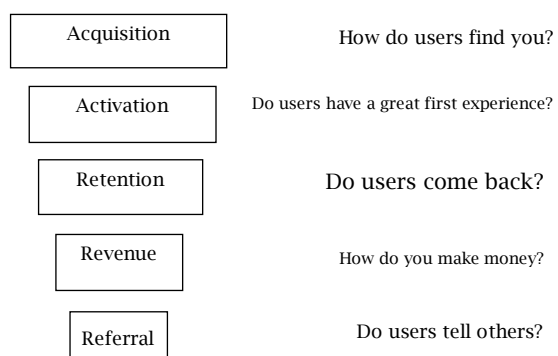 Acquisition
How do users find you?
Activation
Do users have a great first experience?
Retention
Do users come back?
Revenue
How do you make money?
Referral
Do users tell others?